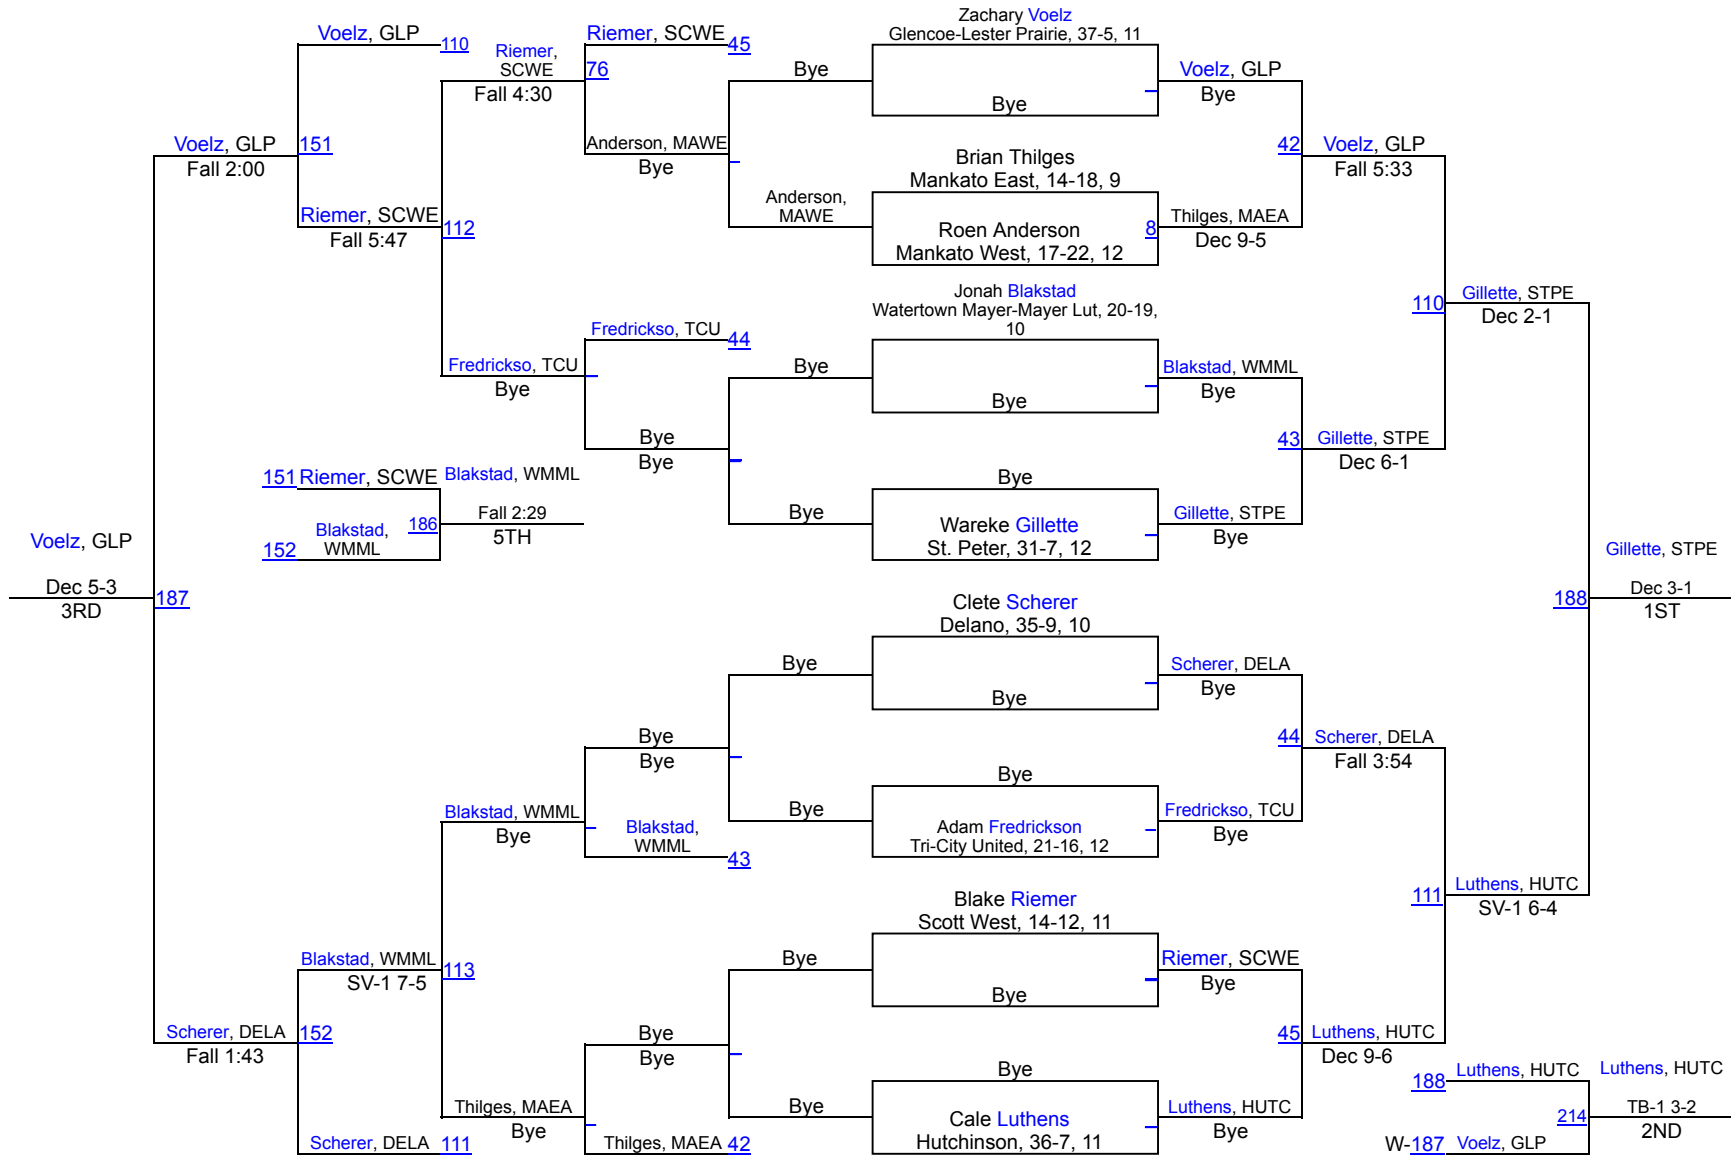 Voelz, GLP
110
Riemer,
SCWE
Fall 4:30
Riemer, SCWE
45
76
Voelz, GLP
Fall 2:00
151
Anderson, MAWE
Bye
Riemer, SCWE
Fall 5:47
112
Fredrickso, TCU
44
Fredrickso, TCU
Bye
Bye
Bye
151
Riemer, SCWE
Blakstad, WMML
152
Blakstad,
WMML
186
Fall 2:29
5TH
Voelz, GLP
Dec 5-3
3RD
187
Bye
Bye
Blakstad, WMML
Bye
Blakstad,
WMML
43
Blakstad, WMML
SV-1 7-5
113
Scherer, DELA
Fall 1:43
152
Bye
Bye
Thilges, MAEA
Bye
Scherer, DELA
111
Thilges, MAEA
42
Bye
Zachary Voelz
Glencoe-Lester Prairie, 37-5, 11
Bye
Voelz, GLP
Bye
Anderson,
MAWE
Brian Thilges
Mankato East, 14-18, 9
Roen Anderson
Mankato West, 17-22, 12
8
Thilges, MAEA
Dec 9-5
42
Voelz, GLP
Fall 5:33
Bye
Jonah Blakstad
Watertown Mayer-Mayer Lut, 20-19,
10
Bye
Blakstad, WMML
Bye
Bye
Bye
Wareke Gillette
St. Peter, 31-7, 12
Gillette, STPE
Bye
43
Gillette, STPE
Dec 6-1
110
Gillette, STPE
Dec 2-1
Bye
Clete Scherer
Delano, 35-9, 10
Bye
Scherer, DELA
Bye
Bye
Bye
Adam Fredrickson
Tri-City United, 21-16, 12
Fredrickso, TCU
Bye
44
Scherer, DELA
Fall 3:54
Bye
Blake Riemer
Scott West, 14-12, 11
Bye
Riemer, SCWE
Bye
Bye
Bye
Cale Luthens
Hutchinson, 36-7, 11
Luthens, HUTC
Bye
45
Luthens, HUTC
Dec 9-6
111
Luthens, HUTC
SV-1 6-4
188
Gillette, STPE
Dec 3-1
1ST
188
Luthens, HUTC
Luthens, HUTC
W-187
Voelz, GLP
214
TB-1 3-2
2ND